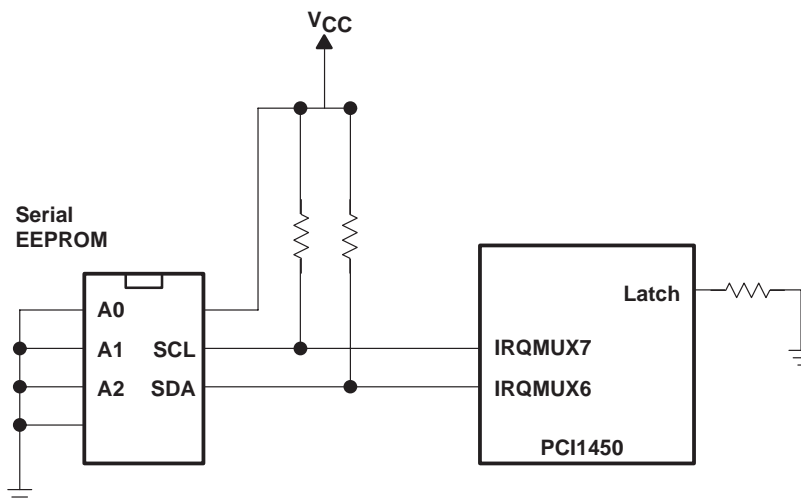 VCC
Serial
EEPROM
A0
A1 SCL
A2 SDA
Latch
IRQMUX7
IRQMUX6
PCI1450